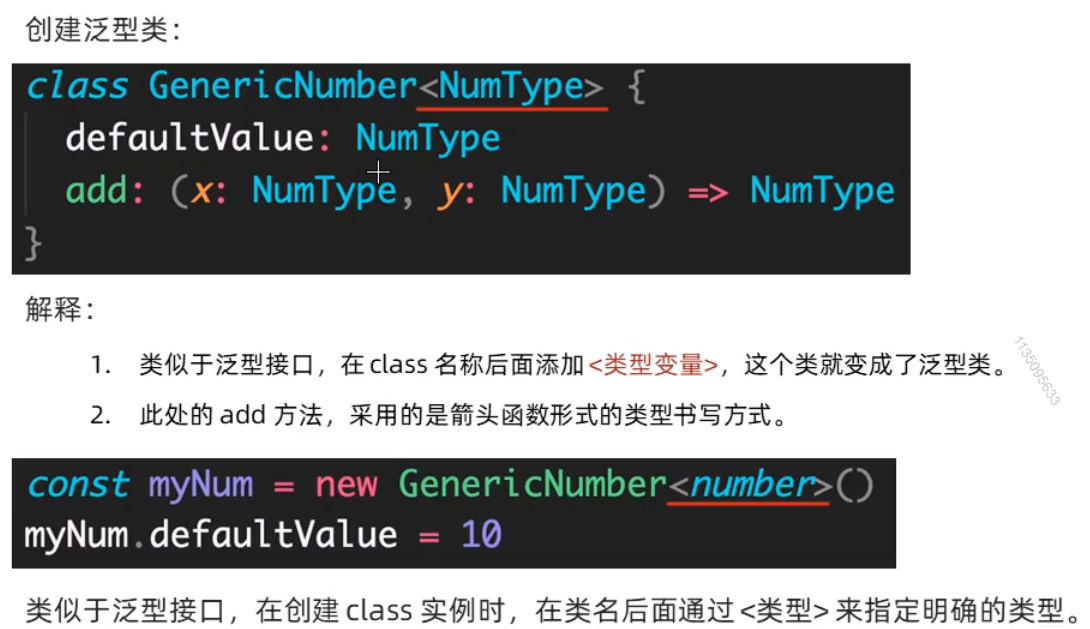 创建泛型类：
class GenericNumber<NumType> {
defaultValue: NumType
add: (x: NumType, y: NumType) => NumType
}
解释：
1. 类似于泛型接口，在 class 名称后面添加 <类型变量>，这个类就变成了泛型类。
2. 此处的 add 方法，采用的是箭头函数形式的类型书写方式。
1135095633
const myNum = new GenericNumber<number>()
myNum.defaultValue = 10
类似于泛型接口，在创建 class 实例时，在类名后面通过 <类型> 来指定明确的类型。